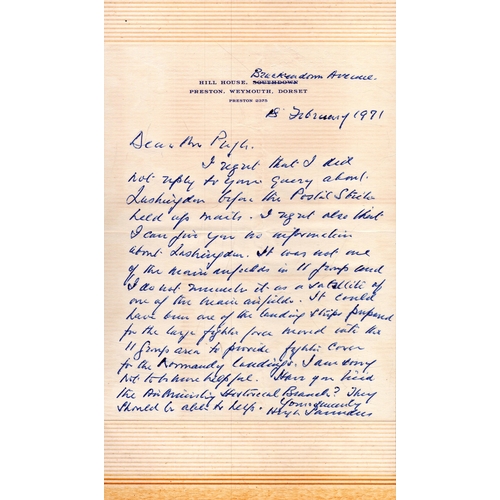 Brackendown Avenue.
HILL HOUSE, SOUTHDOWN
PRESTON, WEYMOUTH, DORSET
PRESTON 2275
18 February 1971
Dear Mr Pugh.
I regret that I did
not reply to your query about
Lushingdon before the Postal Strike
held up mails. I regret also that
I can give you no information
about Lushingdon. It was not one
of the main airfields in 11 group and
I do not remember it as a satellite of
one of the main airfields. It could
have been one of the landing strips prepared
for the large fighter force moved into the
11 group area to provide fighter cover
for the Normandy landings. I am sorry
not to be more helpful. Have you tried
the Air Ministry Historical Branch? They
should be able to help. Yours sincerely
Hugh Saunders